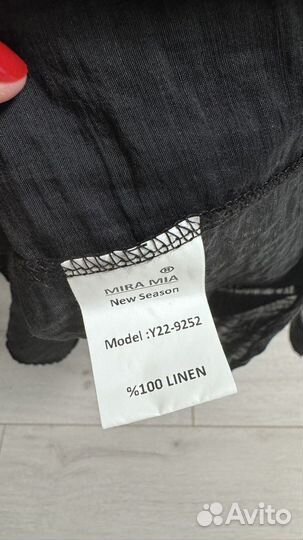 ®
MIRA MIA
New Season
Model :Y22-9252
%100 LINEN
Avito